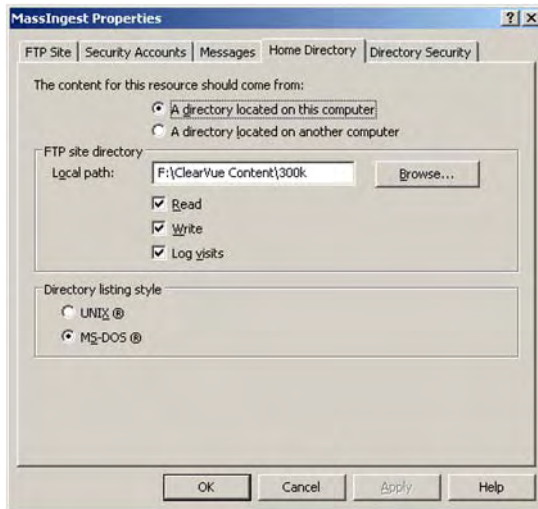 MassIngest Properties
FTP Site Security Accounts Messages Home Directory Directory Security
The content for this resource should come from:
A directory located on this computer
A directory located on another computer
FTP site directory
Local path: F:\ClearVue Content\300k Browse...
Read
Write
Log visits
Directory listing style
UNIX ®
MS-DOS ®
OK Cancel Apply Help